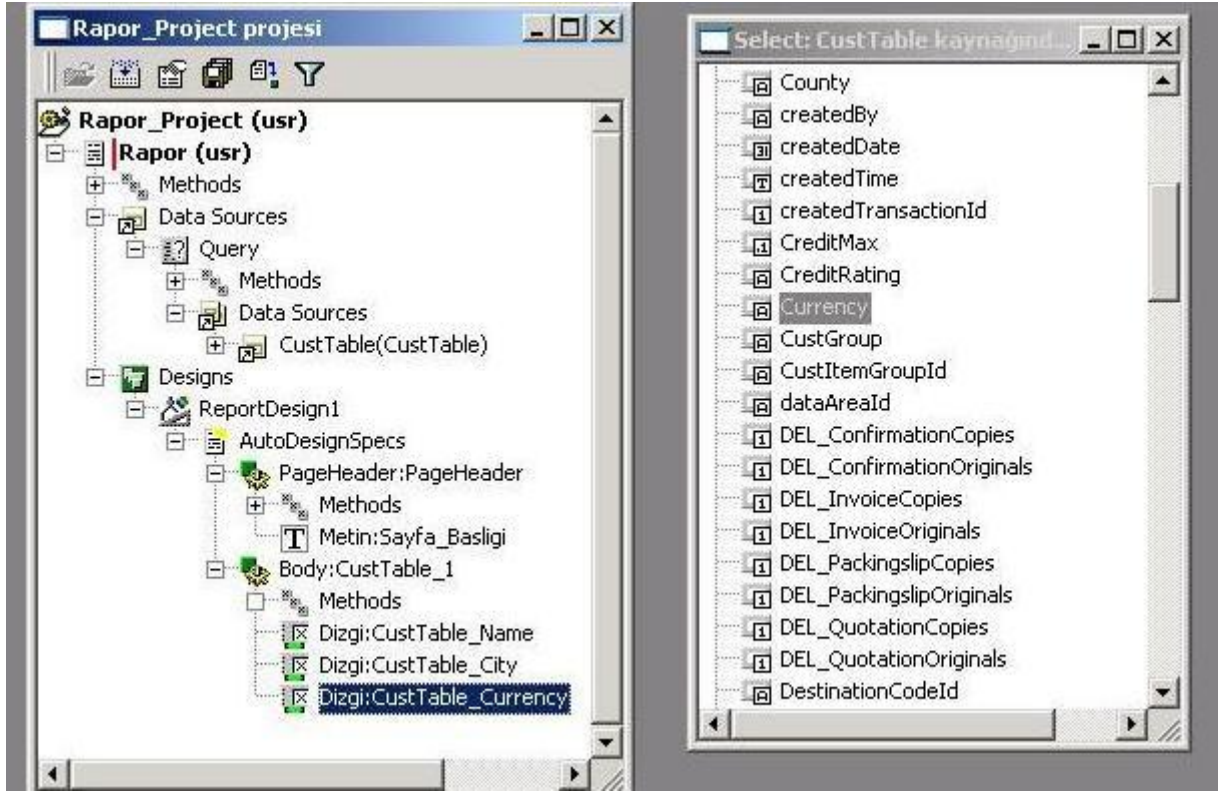 Rapor_Project projesi
Rapor_Project (usr)
Rapor (usr)
Methods
Data Sources
Query
Methods
Data Sources
CustTable(CustTable)
Designs
ReportDesign1
AutoDesignSpecs
PageHeader:PageHeader
Methods
Metin:Sayfa_Basligi
Body:CustTable_1
Methods
Dizgi:CustTable_Name
Dizgi:CustTable_City
Dizgi:CustTable_Currency
Select: CustTable kaynağınd...
County
createdBy
createdDate
createdTime
createdTransactionId
CreditMax
CreditRating
Currency
CustGroup
CustItemGroupId
dataAreaId
DEL_ConfirmationCopies
DEL_ConfirmationOriginals
DEL_InvoiceCopies
DEL_InvoiceOriginals
DEL_PackingslipCopies
DEL_PackingslipOriginals
DEL_QuotationCopies
DEL_QuotationOriginals
DestinationCodeId